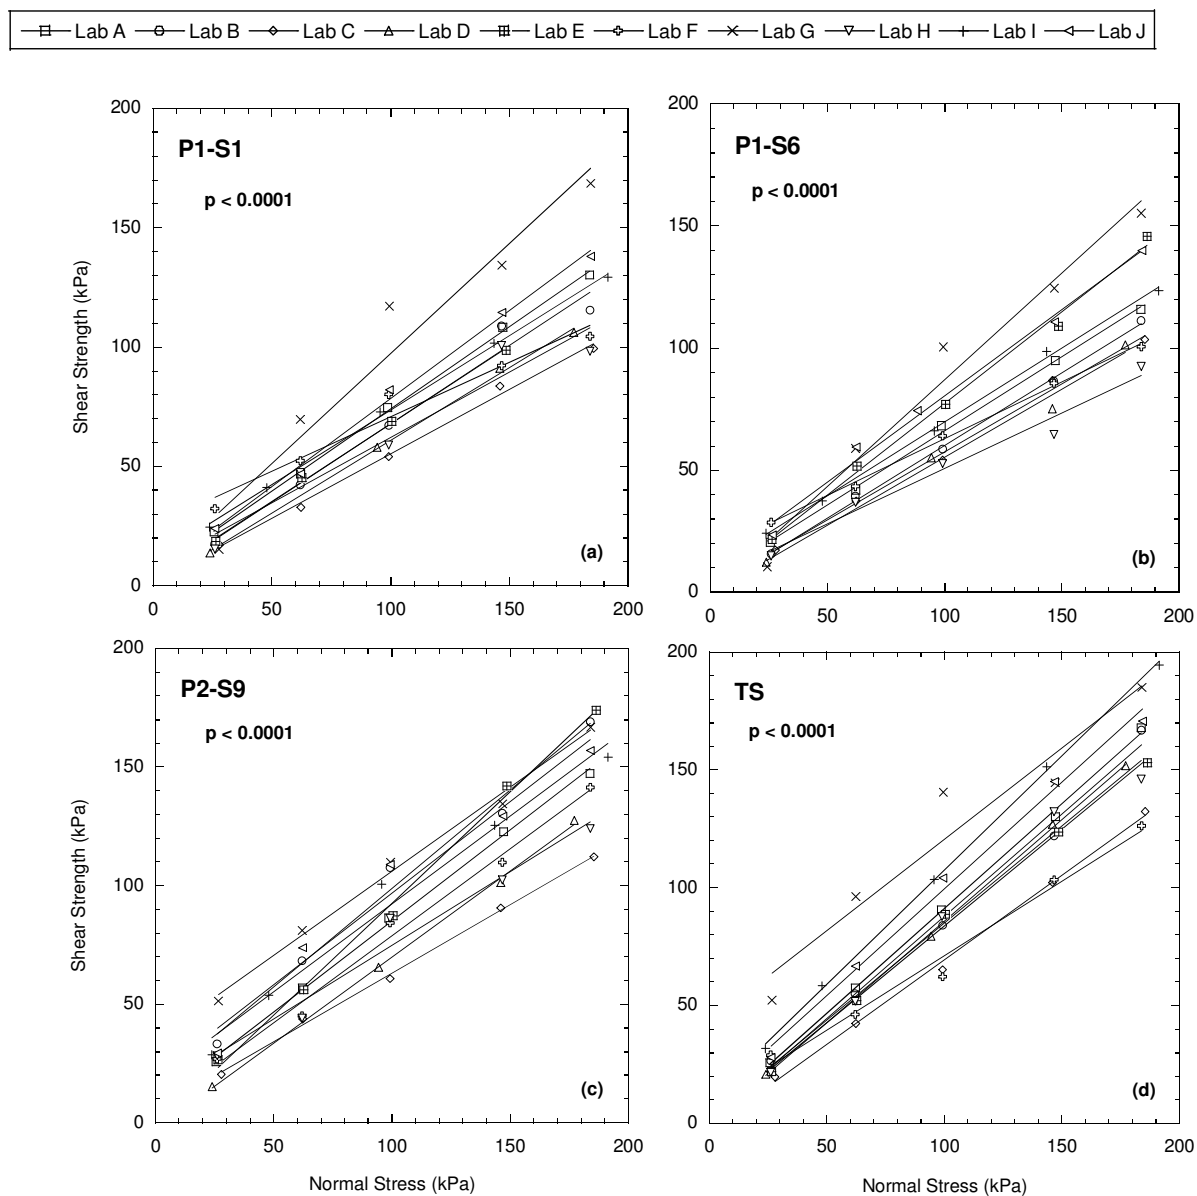 Lab A Lab B Lab C Lab D Lab E Lab F Lab G Lab H Lab I Lab J
200
150
100
50
0
Shear Strength (kPa)
P1-S1
p < 0.0001
(a)
0 50 100 150 200
200
150
100
50
0
P1-S6
p < 0.0001
(b)
0 50 100 150 200
200
150
100
50
0
Shear Strength (kPa)
P2-S9
p < 0.0001
(c)
0 50 100 150 200
Normal Stress (kPa)
200
150
100
50
0
TS
p < 0.0001
(d)
0 50 100 150 200
Normal Stress (kPa)